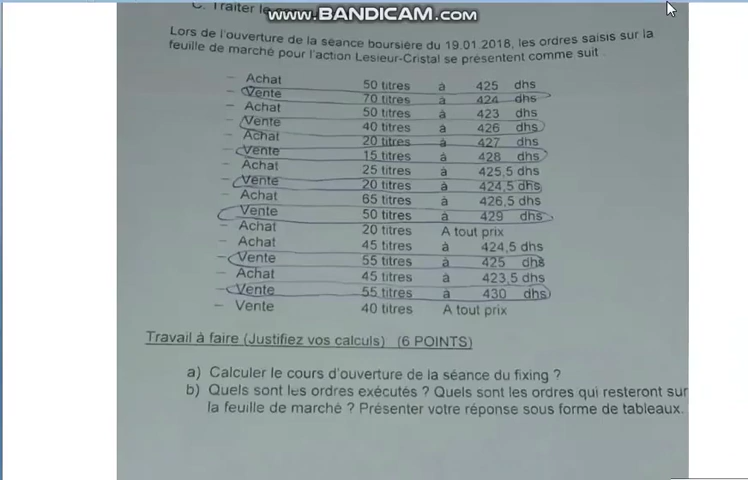 C. Traiter le
www.BANDICAM.com
Lors de l'ouverture de la séance boursière du 19.01.2018, les ordres saisis sur la
feuille de marché pour l'action Lesieur-Cristal se présentent comme suit
– Achat 50 titres à 425 dhs
– Vente 70 titres à 424 dhs
– Achat 50 titres à 423 dhs
– Vente 40 titres à 426 dhs
– Achat 20 titres à 427 dhs
– Vente 15 titres à 428 dhs
– Achat 25 titres à 425,5 dhs
– Vente 20 titres à 424,5 dhs
– Achat 65 titres à 426,5 dhs
– Vente 50 titres à 429 dhs
– Achat 20 titres A tout prix
– Achat 45 titres à 424,5 dhs
– Vente 55 titres à 425 dhs
– Achat 45 titres à 423,5 dhs
– Vente 55 titres à 430 dhs
– Vente 40 titres A tout prix
Travail à faire (Justifiez vos calculs) (6 POINTS)
a) Calculer le cours d'ouverture de la séance du fixing ?
b) Quels sont les ordres exécutés ? Quels sont les ordres qui resteront sur
la feuille de marché ? Présenter votre réponse sous forme de tableaux.